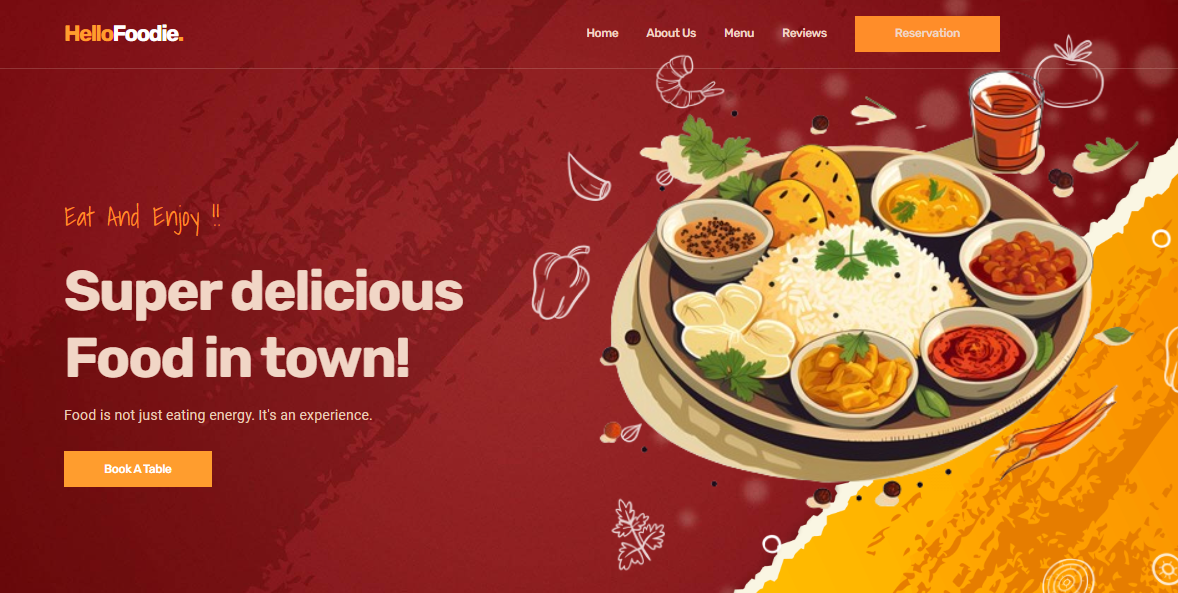 HelloFoodie.
Home About Us Menu Reviews Reservation
Eat And Enjoy !!
Super delicious
Food in town!
Food is not just eating energy. It's an experience.
Book A Table